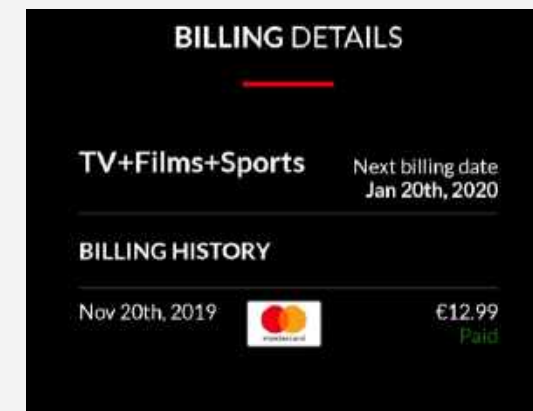 BILLING DETAILS
TV+Films+Sports
Next billing date
Jan 20th, 2020
BILLING HISTORY
Nov 20th, 2019
mastercard
€12.99
Paid